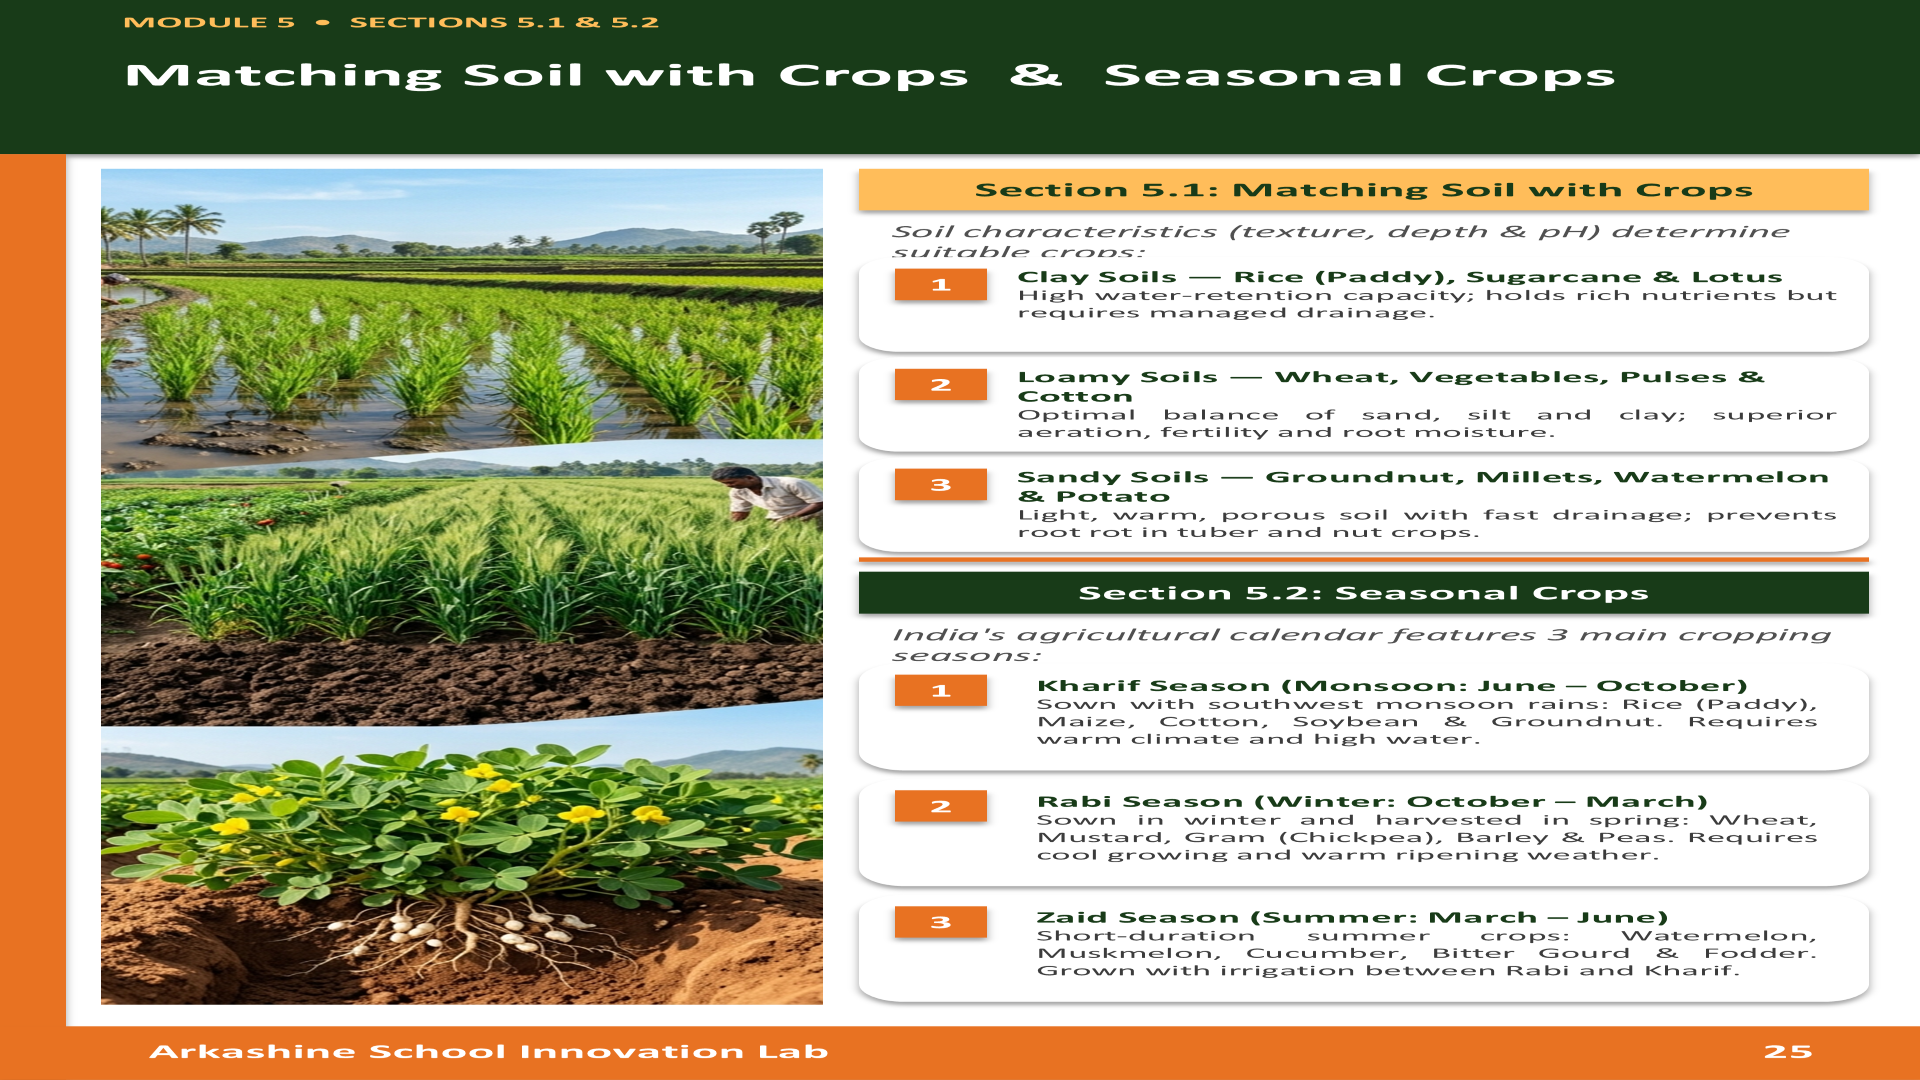 MODULE 5 • SECTIONS 5.1 & 5.2
Matching Soil with Crops & Seasonal Crops
Section 5.1: Matching Soil with Crops
Soil characteristics (texture, depth & pH) determine
suitable crops:
1
Clay Soils — Rice (Paddy), Sugarcane & Lotus
High water-retention capacity; holds rich nutrients but
requires managed drainage.
2
Loamy Soils — Wheat, Vegetables, Pulses &
Cotton
Optimal balance of sand, silt and clay; superior
aeration, fertility and root moisture.
3
Sandy Soils — Groundnut, Millets, Watermelon
& Potato
Light, warm, porous soil with fast drainage; prevents
root rot in tuber and nut crops.
Section 5.2: Seasonal Crops
India's agricultural calendar features 3 main cropping
seasons:
1
Kharif Season (Monsoon: June – October)
Sown with southwest monsoon rains: Rice (Paddy),
Maize, Cotton, Soybean & Groundnut. Requires
warm climate and high water.
2
Rabi Season (Winter: October – March)
Sown in winter and harvested in spring: Wheat,
Mustard, Gram (Chickpea), Barley & Peas. Requires
cool growing and warm ripening weather.
3
Zaid Season (Summer: March – June)
Short-duration summer crops: Watermelon,
Muskmelon, Cucumber, Bitter Gourd & Fodder.
Grown with irrigation between Rabi and Kharif.
Arkashine School Innovation Lab
25